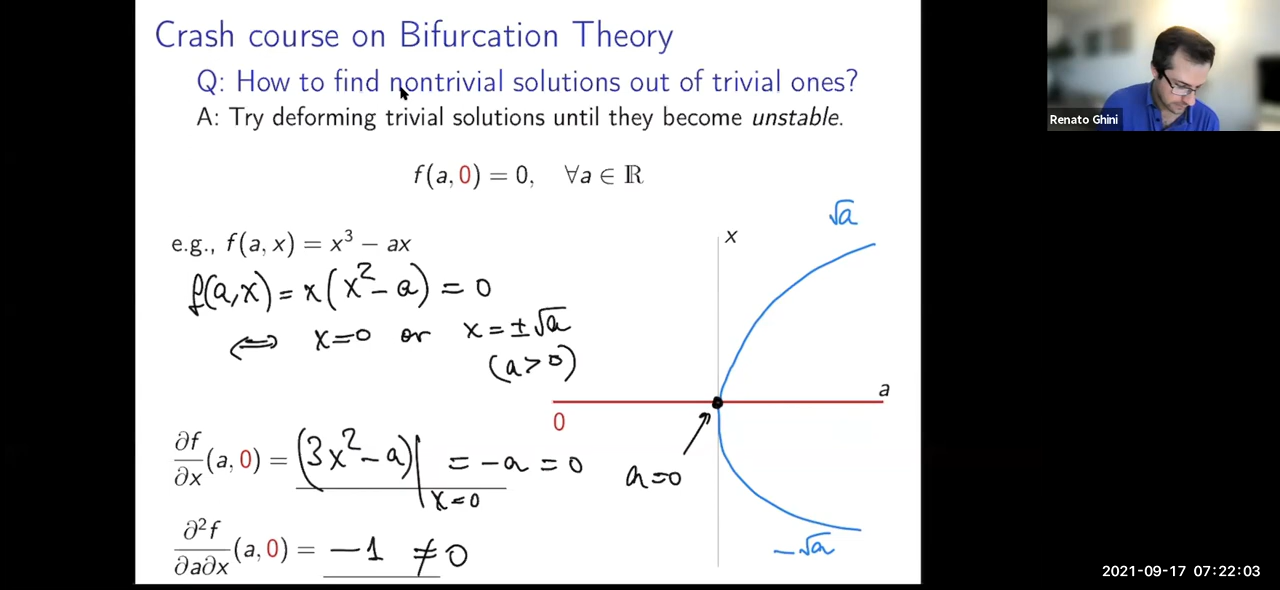 Crash course on Bifurcation Theory
Q: How to find nontrivial solutions out of trivial ones?
A: Try deforming trivial solutions until they become unstable.
f(a, 0) = 0, ∀a ∈ ℝ
e.g., f(a, x) = x³ − ax
f(a,x) = x(x² − a) = 0
⟺ x=0 or x = ±√a
(a > 0)
∂f/∂x (a, 0) = (3x² − a)|ₓ₌₀ = −a = 0
∂²f/∂a∂x (a, 0) = −1 ≠ 0
√a
x
a
0
a=0
−√a
Renato Ghini
2021-09-17 07:22:03